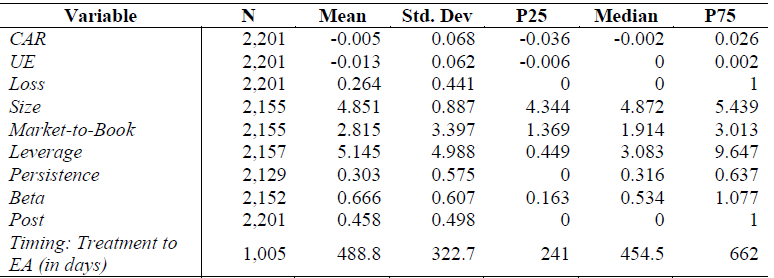 Variable N Mean Std. Dev P25 Median P75
CAR 2,201 -0.005 0.068 -0.036 -0.002 0.026
UE 2,201 -0.013 0.062 -0.006 0 0.002
Loss 2,201 0.264 0.441 0 0 1
Size 2,155 4.851 0.887 4.344 4.872 5.439
Market-to-Book 2,155 2.815 3.397 1.369 1.914 3.013
Leverage 2,157 5.145 4.988 0.449 3.083 9.647
Persistence 2,129 0.303 0.575 0 0.316 0.637
Beta 2,152 0.666 0.607 0.163 0.534 1.077
Post 2,201 0.458 0.498 0 0 1
Timing: Treatment to
EA (in days) 1,005 488.8 322.7 241 454.5 662